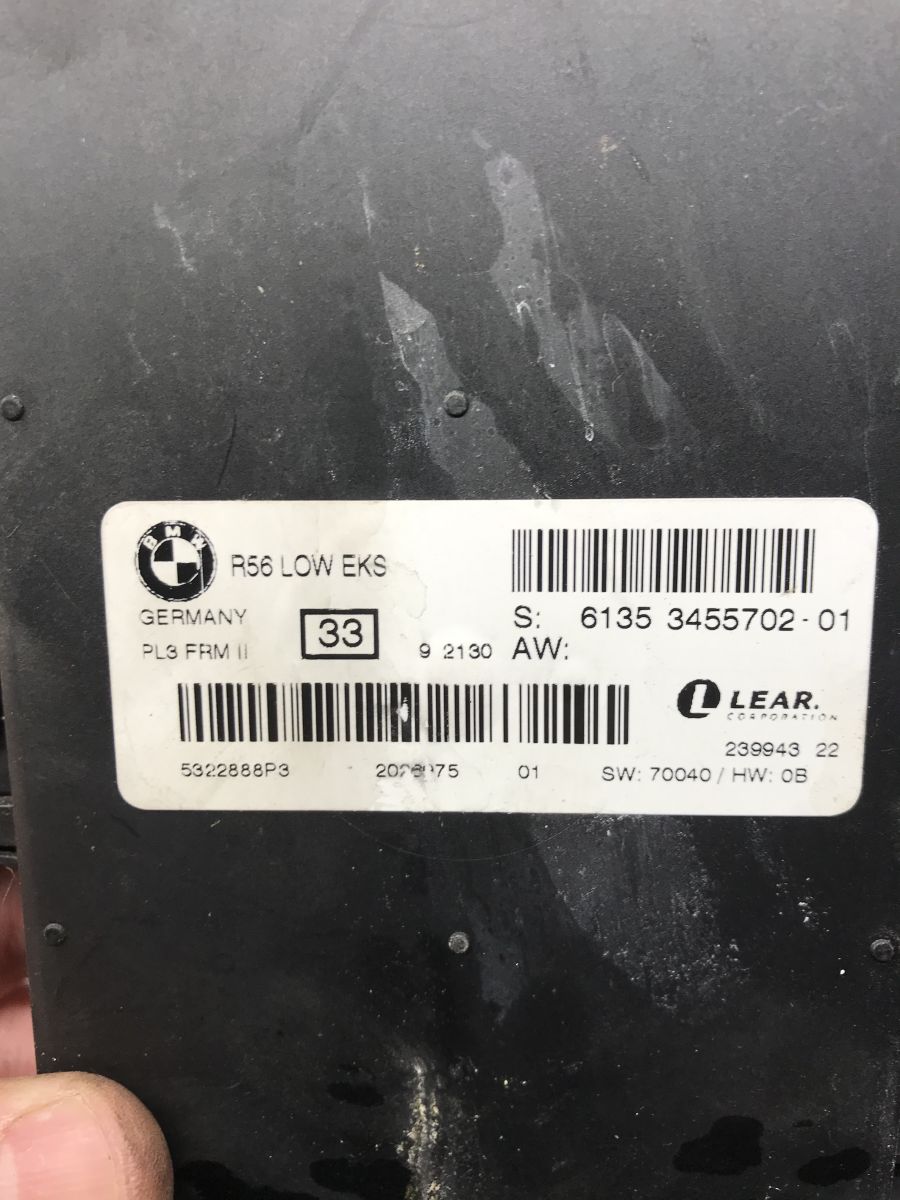 BMW
R56 LOW EKS
GERMANY
S: 6135 3455702-01
PL3 FRM II
33
9 2130
AW:
LEAR.
CORPORATION
239943 22
5322888P3
01
SW: 70040 / HW: 0B